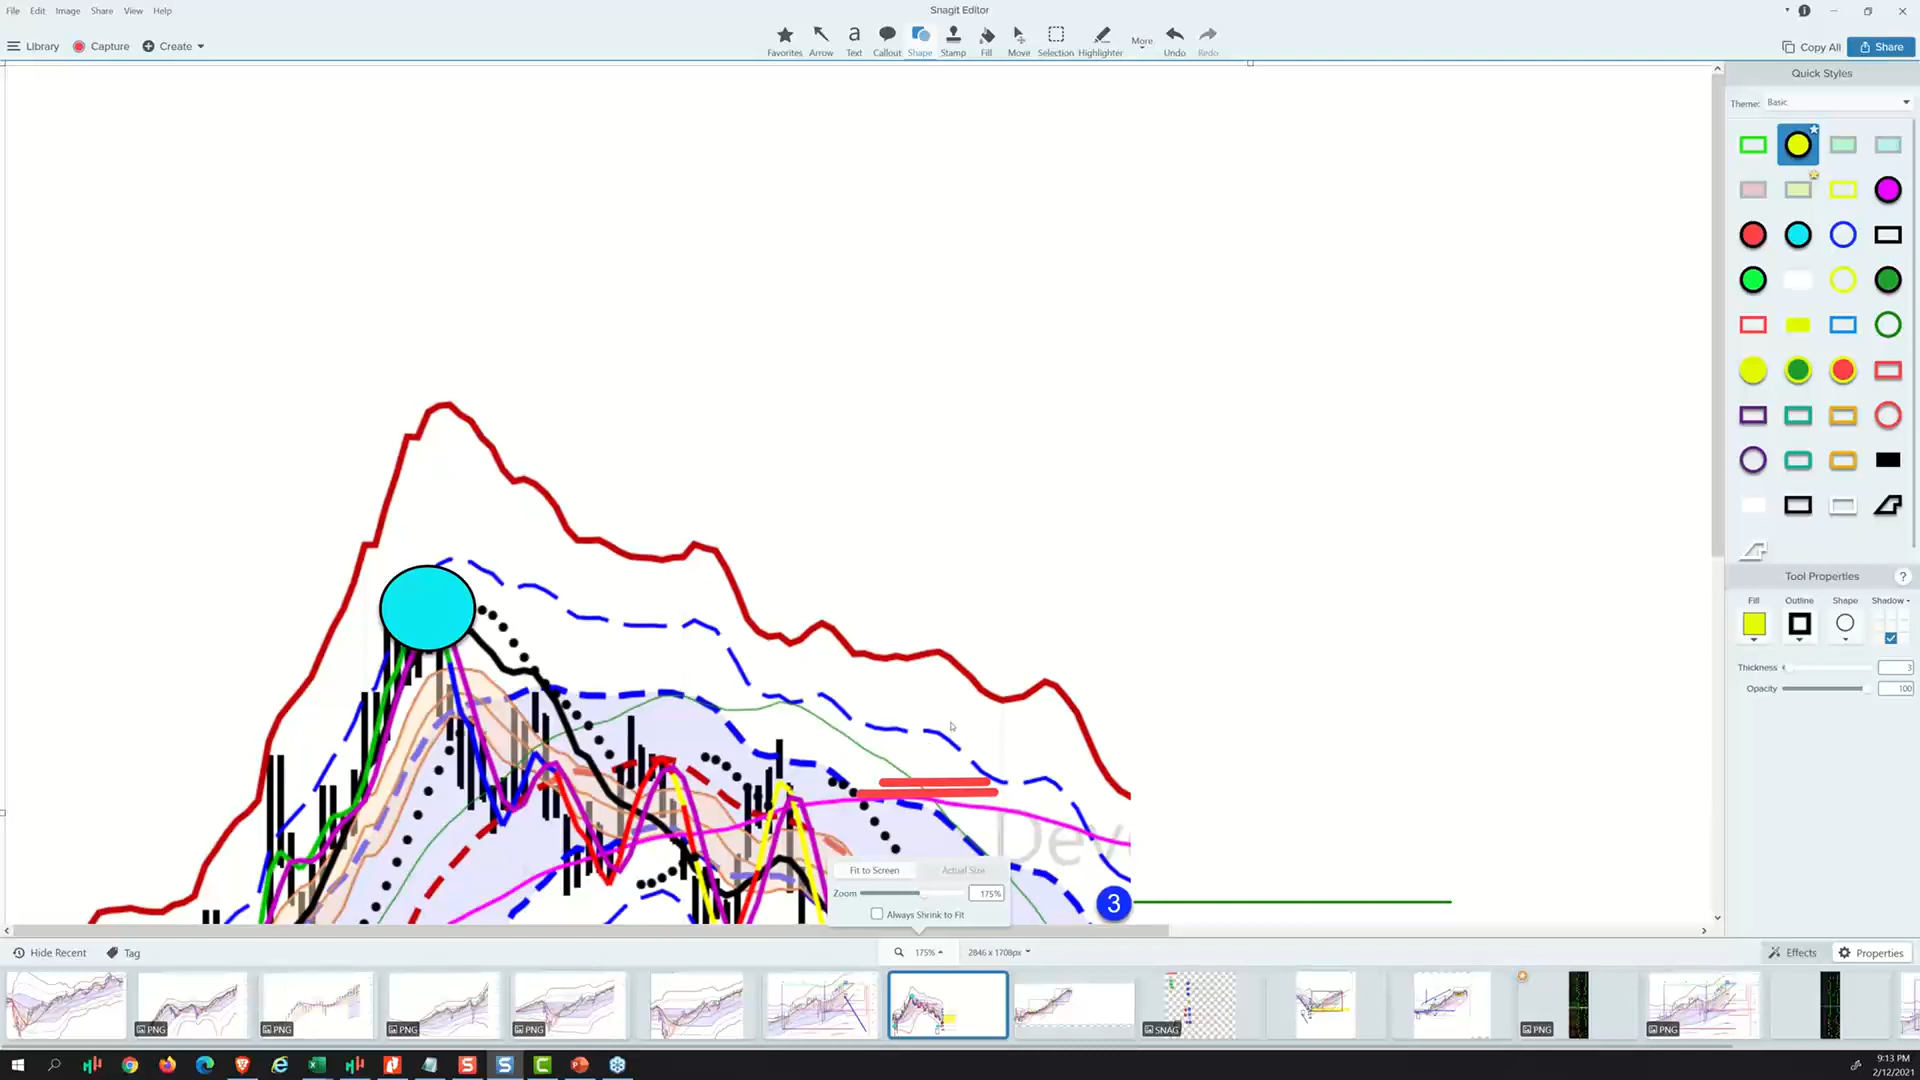 Snagit Editor
File Edit Image Share View Help
Library Capture Create
Favorites Arrow Text Callout Shape Stamp Fill Move Selection Highlighter More Undo Redo
Copy All Share
Quick Styles
Theme: Basic
Tool Properties ?
Fill Outline Shape Shadow
Thickness 3
Opacity 100
Dev
Fit to Screen Actual Size
Zoom 175%
Always Shrink to Fit
3
Hide Recent Tag
175% 2846 x 1708px
Effects Properties
PNG PNG PNG PNG SNAG PNG PNG
9:13 PM
2/12/2021